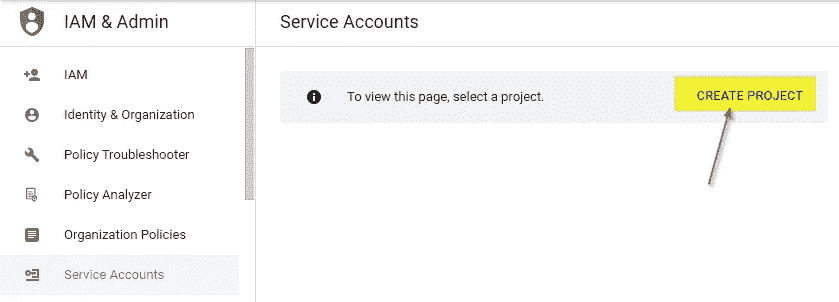 IAM & Admin
Service Accounts
IAM
Identity & Organization
Policy Troubleshooter
Policy Analyzer
Organization Policies
Service Accounts
To view this page, select a project.
CREATE PROJECT